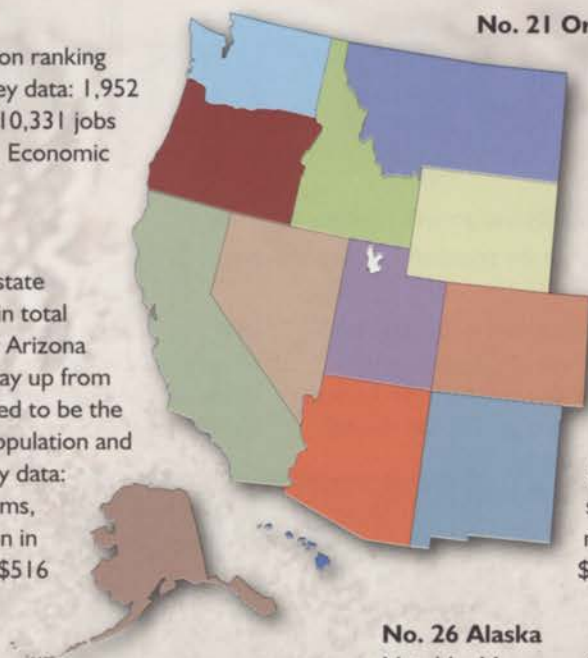 No. 21 Or
on ranking
ey data: 1,952
10,331 jobs
Economic
state
in total
Arizona
ay up from
ed to be the
opulation and
y data:
ms,
n in
$516
s
$
No. 26 Alaska